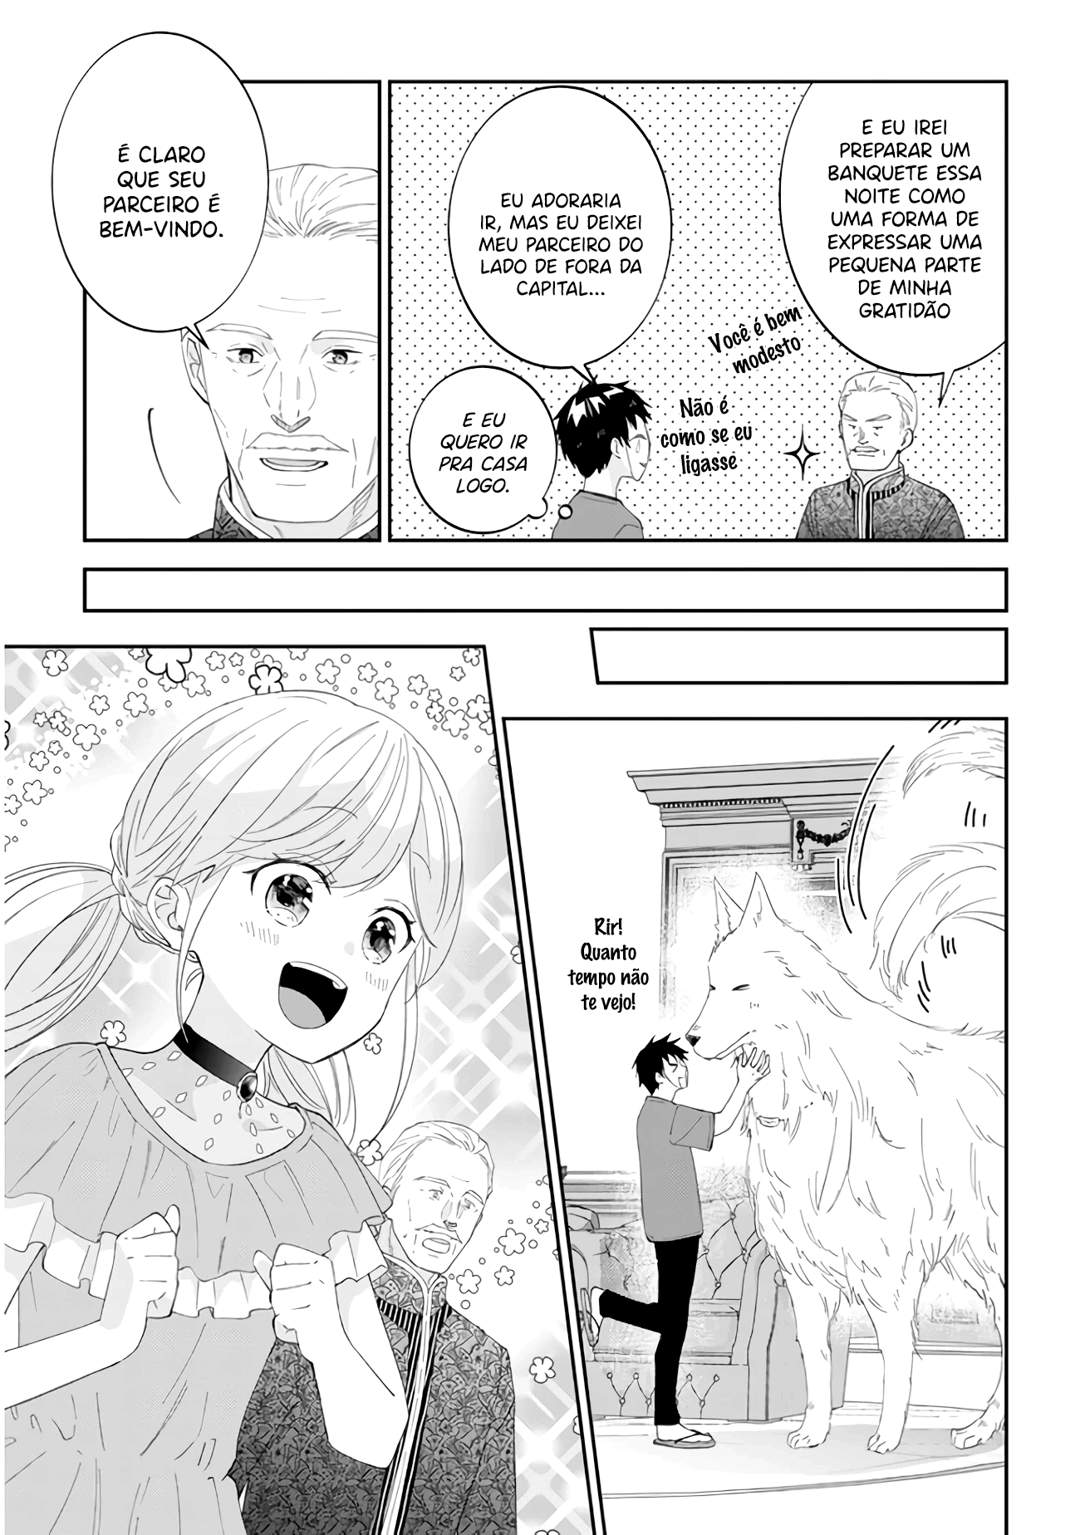 E EU IREI
PREPARAR UM
BANQUETE ESSA
NOITE COMO
UMA FORMA DE
EXPRESSAR UMA
PEQUENA PARTE
DE MINHA
GRATIDÃO
EU ADORARIA
IR, MAS EU DEIXEI
MEU PARCEIRO DO
LADO DE FORA DA
CAPITAL...
Você é bem
modesto
Não é
como se eu
ligasse
E EU
QUERO IR
PRA CASA
LOGO.
É CLARO
QUE SEU
PARCEIRO É
BEM-VINDO.
Rir!
Quanto
tempo não
te vejo!